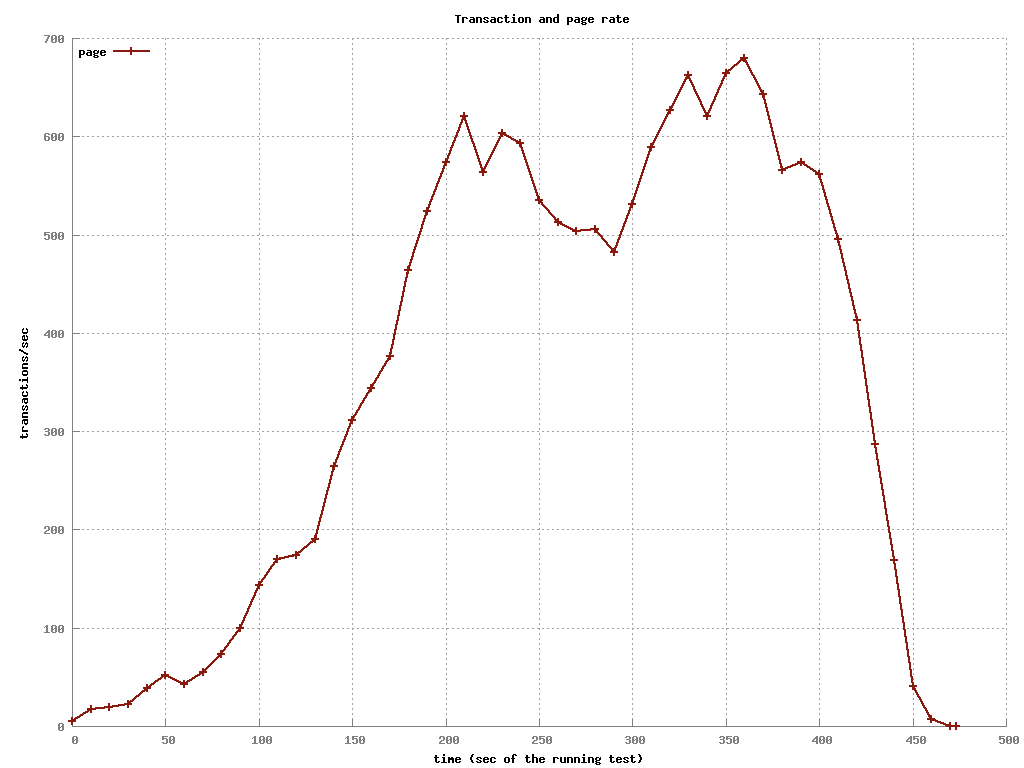 Transaction and page rate
700
page
600
500
400
300
200
100
0
transactions/sec
0 50 100 150 200 250 300 350 400 450 500
time (sec of the running test)